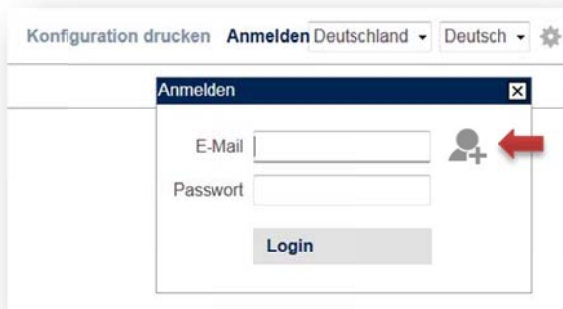 Konfiguration drucken Anmelden Deutschland Deutsch
Anmelden
E-Mail
Passwort
Login